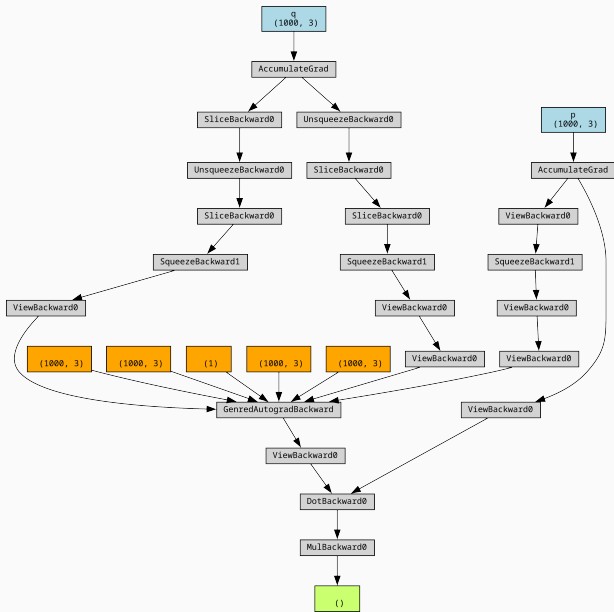 q
(1000, 3)
AccumulateGrad
SliceBackward0
UnsqueezeBackward0
p
(1000, 3)
UnsqueezeBackward0
SliceBackward0
AccumulateGrad
SliceBackward0
SliceBackward0
ViewBackward0
SqueezeBackward1
SqueezeBackward1
SqueezeBackward1
ViewBackward0
ViewBackward0
ViewBackward0
(1000, 3)
(1000, 3)
(1)
(1000, 3)
(1000, 3)
ViewBackward0
ViewBackward0
GenredAutogradBackward
ViewBackward0
ViewBackward0
DotBackward0
MulBackward0
()